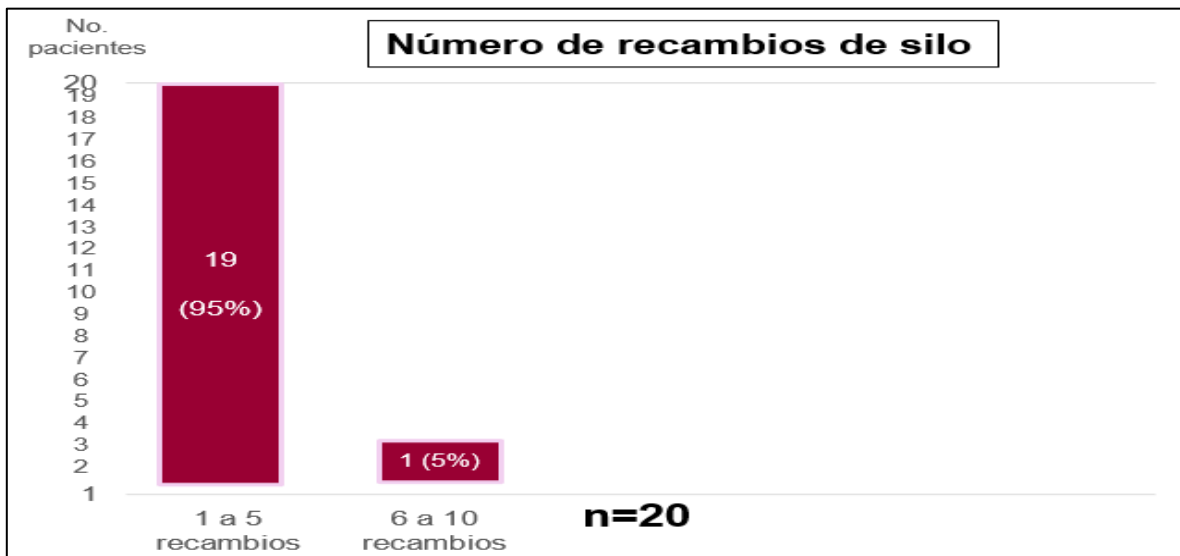 No.
pacientes
Número de recambios de silo
20
19
18
17
16
15
14
13
12
11
10
9
8
7
6
5
4
3
2
1
19
(95%)
1 (5%)
1 a 5
recambios
6 a 10
recambios
n=20